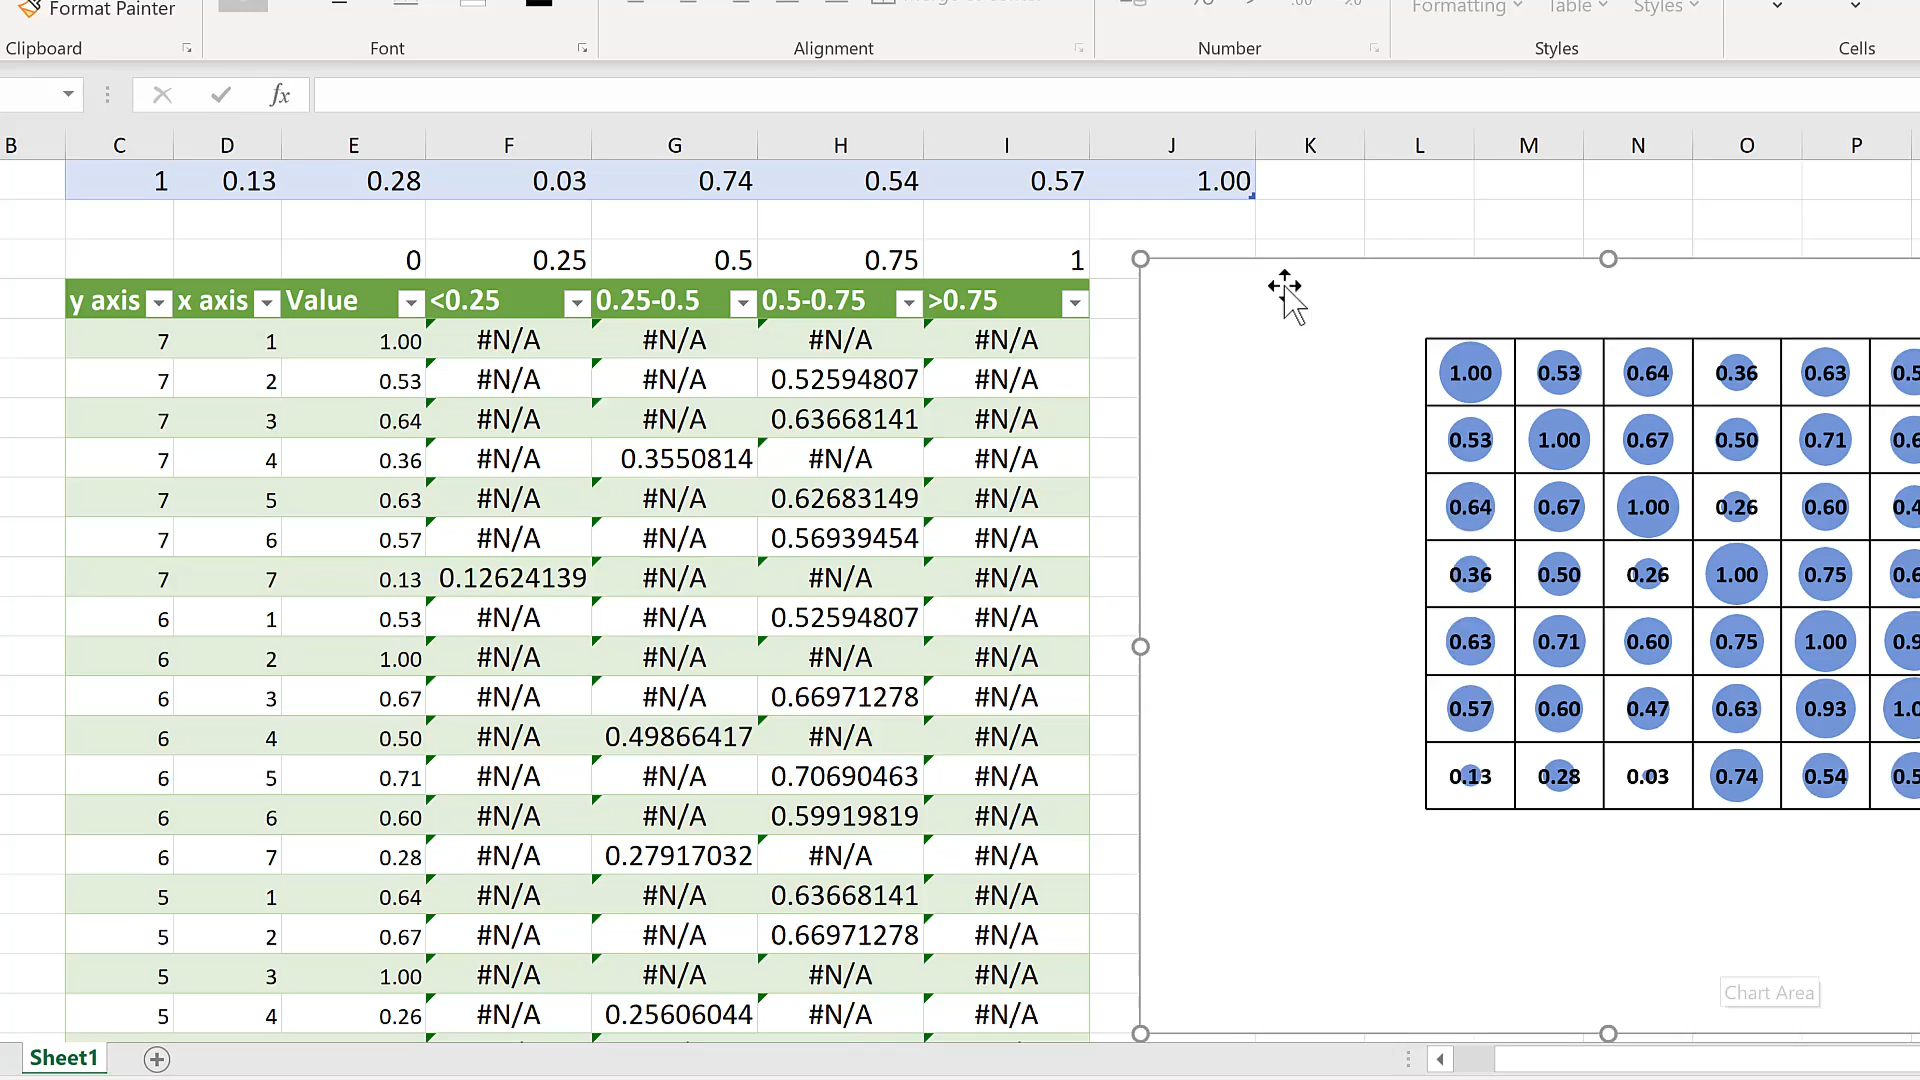 Format Painter
Formatting Table Styles
Clipboard Font Alignment Number Styles Cells
fx
B C D E F G H I J K L M N O P
1 0.13 0.28 0.03 0.74 0.54 0.57 1.00
0 0.25 0.5 0.75 1
y axis x axis Value <0.25 0.25-0.5 0.5-0.75 >0.75
7 1 1.00 #N/A #N/A #N/A #N/A
7 2 0.53 #N/A #N/A 0.52594807 #N/A
7 3 0.64 #N/A #N/A 0.63668141 #N/A
7 4 0.36 #N/A 0.3550814 #N/A #N/A
7 5 0.63 #N/A #N/A 0.62683149 #N/A
7 6 0.57 #N/A #N/A 0.56939454 #N/A
7 7 0.13 0.12624139 #N/A #N/A #N/A
6 1 0.53 #N/A #N/A 0.52594807 #N/A
6 2 1.00 #N/A #N/A #N/A #N/A
6 3 0.67 #N/A #N/A 0.66971278 #N/A
6 4 0.50 #N/A 0.49866417 #N/A #N/A
6 5 0.71 #N/A #N/A 0.70690463 #N/A
6 6 0.60 #N/A #N/A 0.59919819 #N/A
6 7 0.28 #N/A 0.27917032 #N/A #N/A
5 1 0.64 #N/A #N/A 0.63668141 #N/A
5 2 0.67 #N/A #N/A 0.66971278 #N/A
5 3 1.00 #N/A #N/A #N/A #N/A
5 4 0.26 #N/A 0.25606044 #N/A #N/A
1.00 0.53 0.64 0.36 0.63 0.5
0.53 1.00 0.67 0.50 0.71 0.6
0.64 0.67 1.00 0.26 0.60 0.4
0.36 0.50 0.26 1.00 0.75 0.6
0.63 0.71 0.60 0.75 1.00 0.9
0.57 0.60 0.47 0.63 0.93 1.0
0.13 0.28 0.03 0.74 0.54 0.5
Chart Area
Sheet1